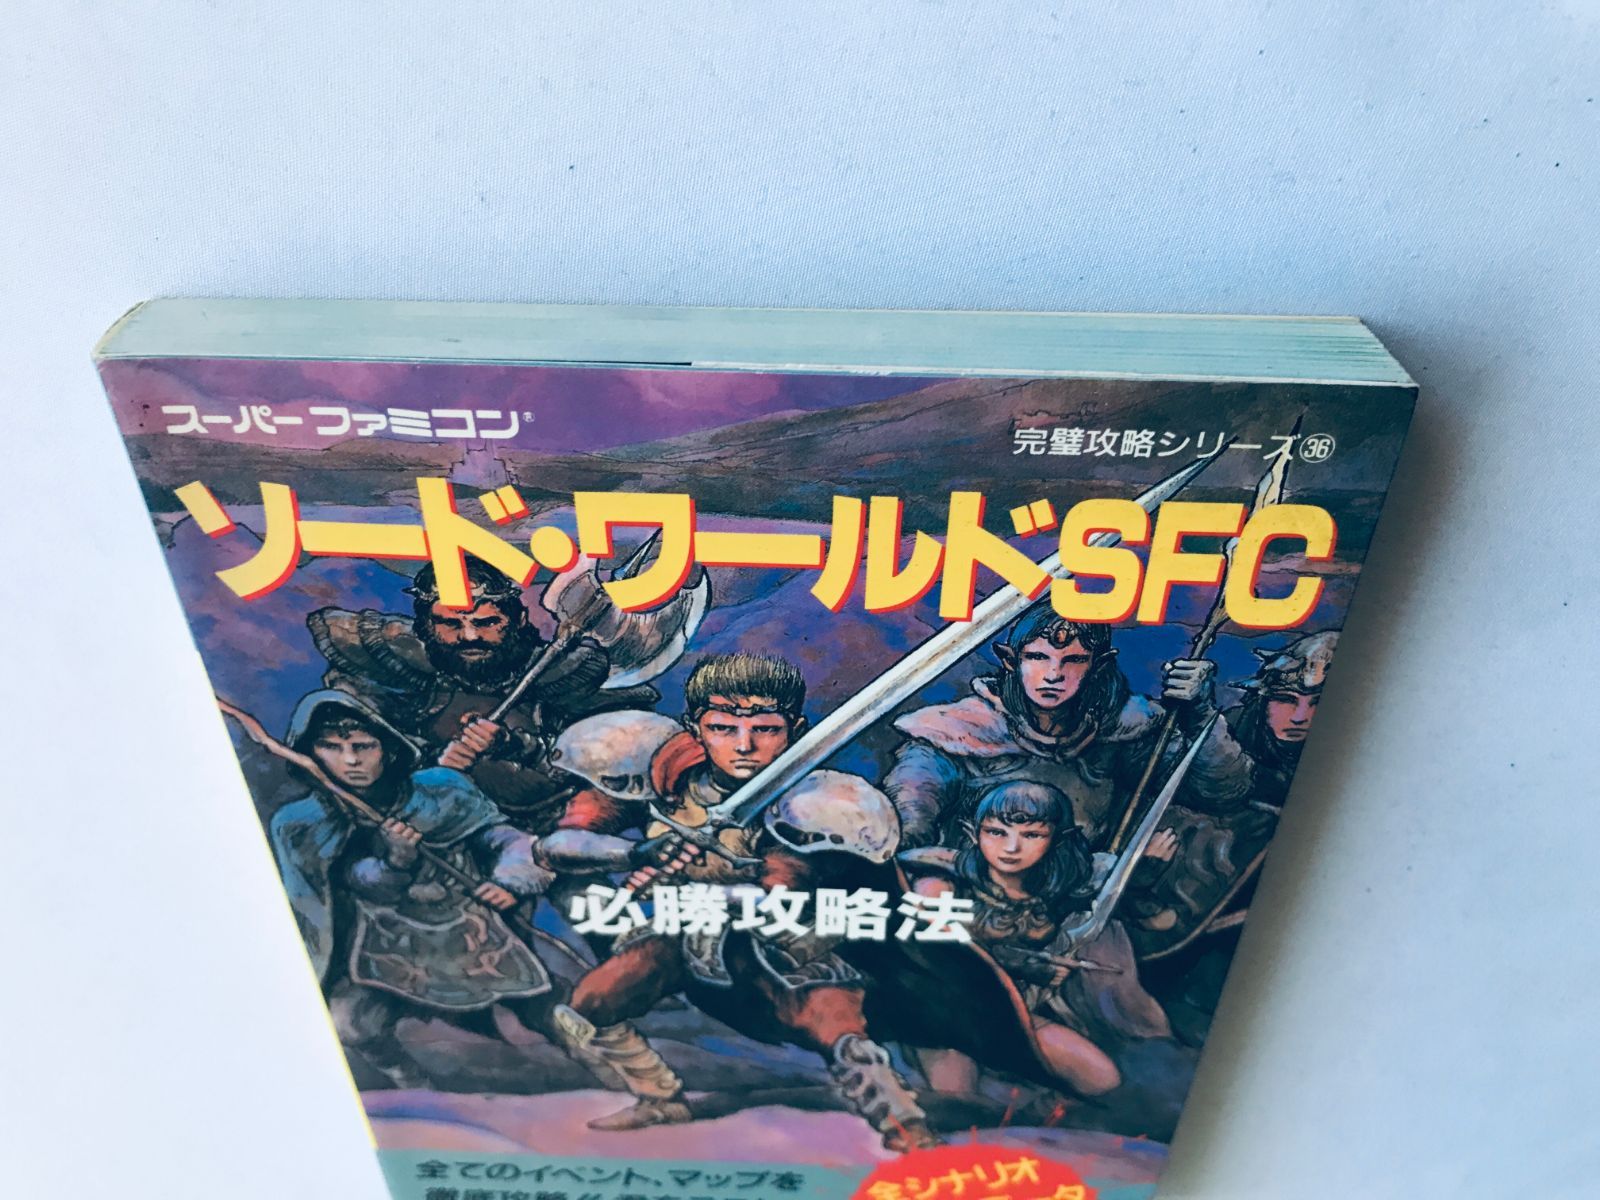 スーパーファミコン®
完璧攻略シリーズ㊱
ソード・ワールドSFC
必勝攻略法
全てのイベント、マップを
全シナリオ